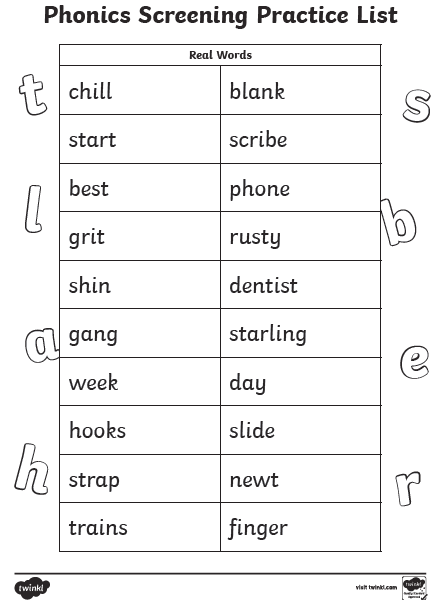 Phonics Screening Practice List
Real Words
chill blank
start scribe
best phone
grit rusty
shin dentist
gang starling
week day
hooks slide
strap newt
trains finger
t
s
l
b
a
e
h
r
twinkl
visit twinkl.com
twinkl